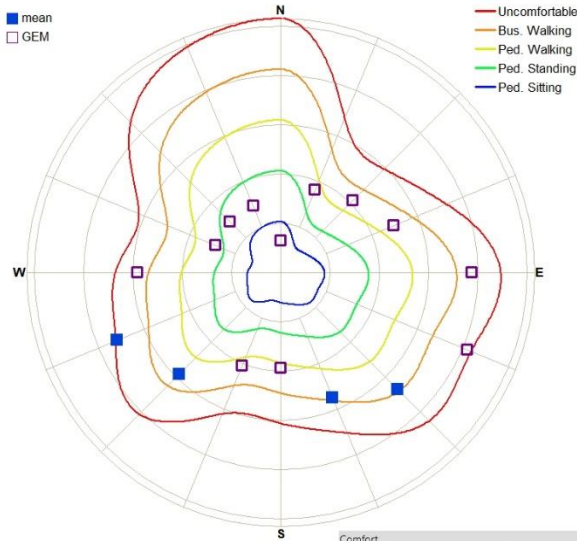 N
mean
GEM
Uncomfortable
Bus. Walking
Ped. Walking
Ped. Standing
Ped. Sitting
W
E
S
Comfort